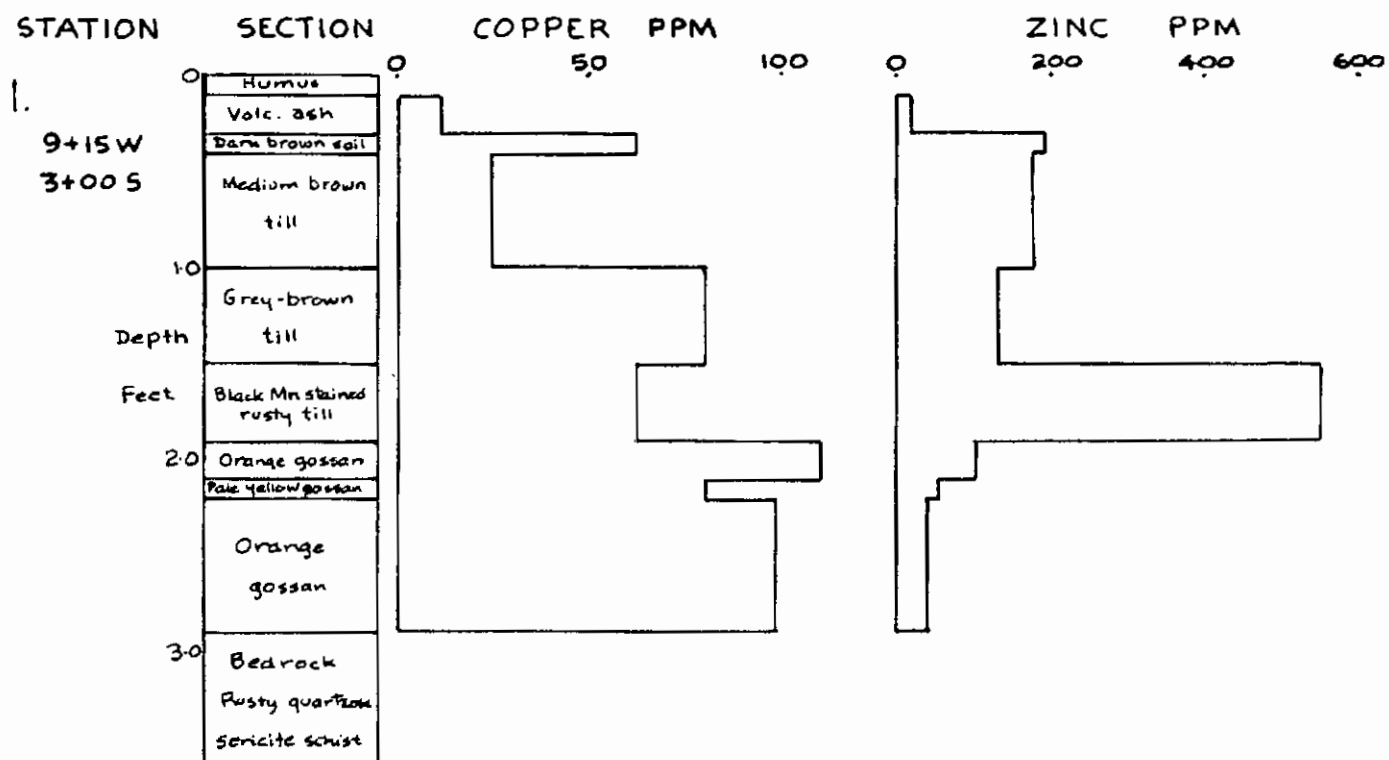 STATION SECTION COPPER PPM ZINC PPM
0 50 100 0 200 400 600
0
Humus
1.
Volc. ash
9+15W
Dark brown soil
3+00S
Medium brown
till
1.0
Grey-brown
Depth
till
Feet
Black Mn stained
rusty till
2.0
Orange gossan
Pale yellow gossan
Orange
gossan
3.0
Bedrock
Rusty quartzose
sericite schist